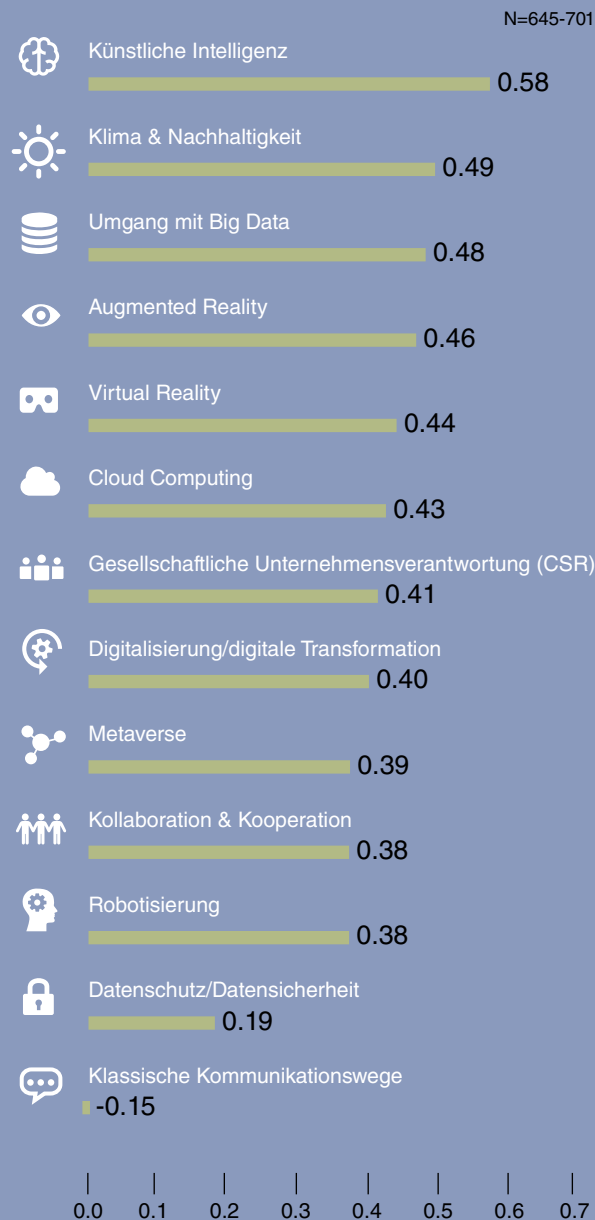 N=645-701
Künstliche Intelligenz
0.58
Klima & Nachhaltigkeit
0.49
Umgang mit Big Data
0.48
Augmented Reality
0.46
Virtual Reality
0.44
Cloud Computing
0.43
Gesellschaftliche Unternehmensverantwortung (CSR)
0.41
Digitalisierung/digitale Transformation
0.40
Metaverse
0.39
Kollaboration & Kooperation
0.38
Robotisierung
0.38
Datenschutz/Datensicherheit
0.19
Klassische Kommunikationswege
-0.15
0.0 0.1 0.2 0.3 0.4 0.5 0.6 0.7